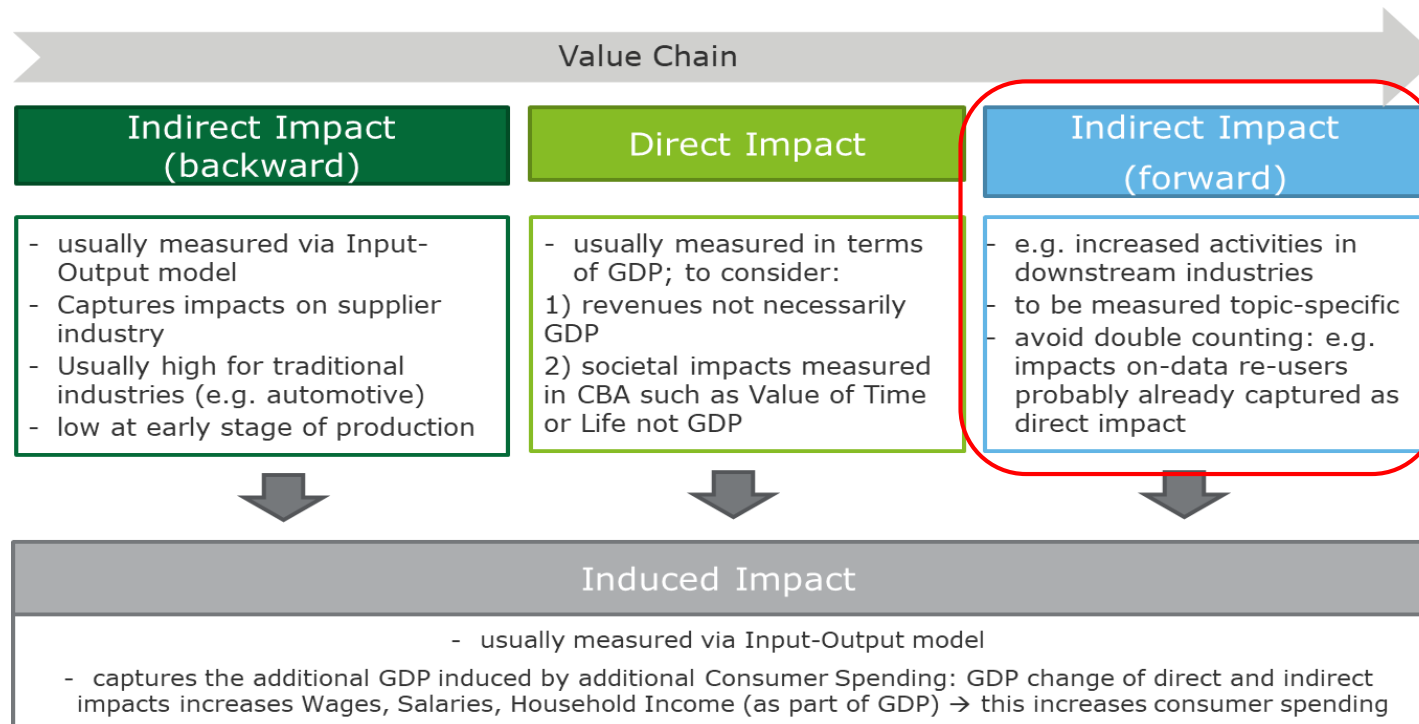 Value Chain
Indirect Impact
(backward)
Direct Impact
Indirect Impact
(forward)
- usually measured via Input-
Output model
- Captures impacts on supplier
industry
- Usually high for traditional
industries (e.g. automotive)
- low at early stage of production
- usually measured in terms
of GDP; to consider:
1) revenues not necessarily
GDP
2) societal impacts measured
in CBA such as Value of Time
or Life not GDP
- e.g. increased activities in
downstream industries
- to be measured topic-specific
- avoid double counting: e.g.
impacts on-data re-users
probably already captured as
direct impact
Induced Impact
- usually measured via Input-Output model
- captures the additional GDP induced by additional Consumer Spending: GDP change of direct and indirect
impacts increases Wages, Salaries, Household Income (as part of GDP) → this increases consumer spending